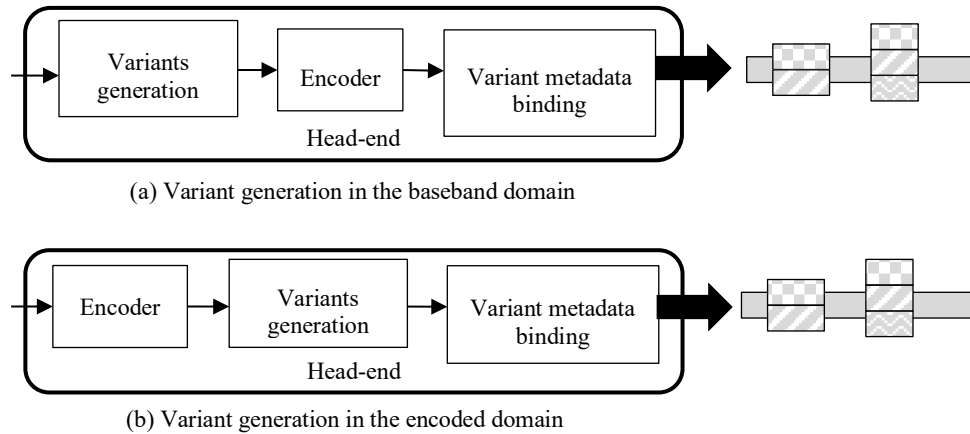 Variants
generation
Encoder
Variant metadata
binding
Head-end
(a) Variant generation in the baseband domain
Encoder
Variants
generation
Variant metadata
binding
Head-end
(b) Variant generation in the encoded domain